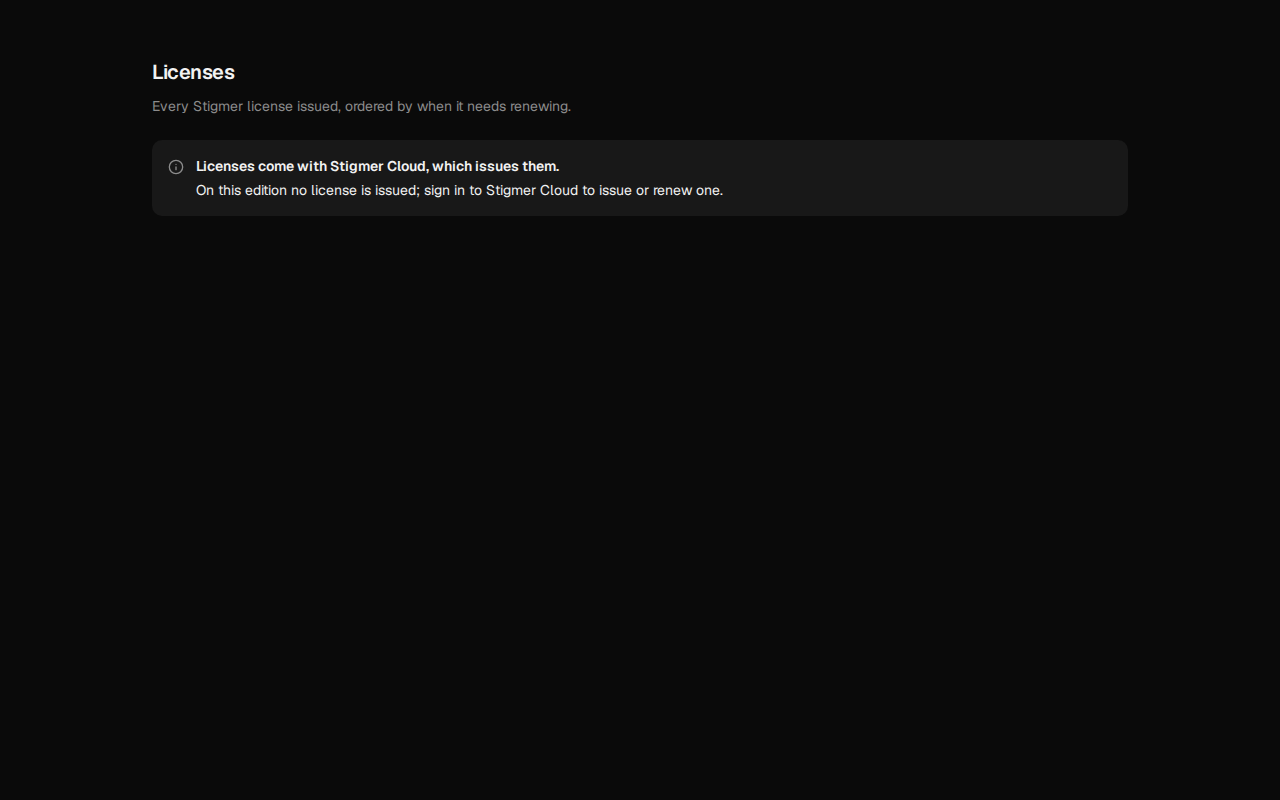 Licenses
Every Stigmer license issued, ordered by when it needs renewing.
Licenses come with Stigmer Cloud, which issues them.
On this edition no license is issued; sign in to Stigmer Cloud to issue or renew one.